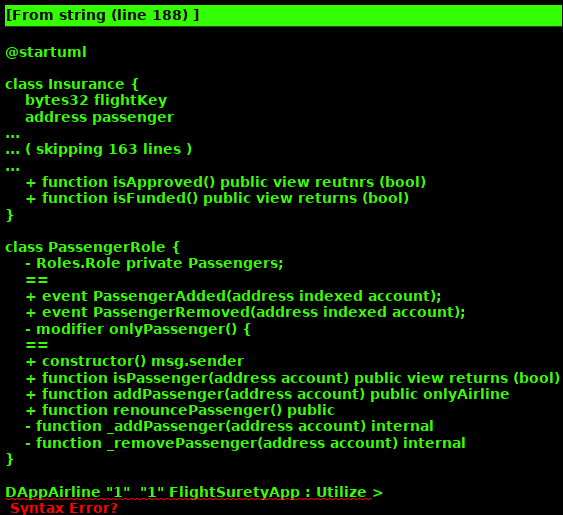 [From string (line 188) ]
@startuml
class Insurance {
bytes32 flightKey
address passenger
...
... ( skipping 163 lines )
...
+ function isApproved() public view reutnrs (bool)
+ function isFunded() public view returns (bool)
}
class PassengerRole {
- Roles.Role private Passengers;
==
+ event PassengerAdded(address indexed account);
+ event PassengerRemoved(address indexed account);
- modifier onlyPassenger() {
==
+ constructor() msg.sender
+ function isPassenger(address account) public view returns (bool)
+ function addPassenger(address account) public onlyAirline
+ function renouncePassenger() public
- function _addPassenger(address account) internal
- function _removePassenger(address account) internal
}
DAppAirline "1"  "1" FlightSuretyApp : Utilize >
Syntax Error?